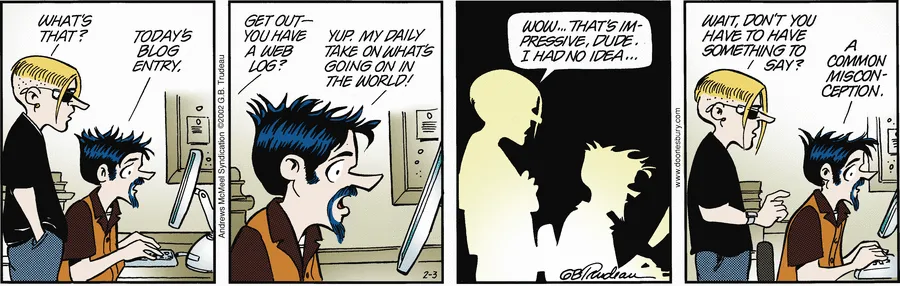 WHAT'S
THAT?
TODAY'S
BLOG
ENTRY.
Andrews McMeel Syndication ©2002 G.B. Trudeau
GET OUT—
YOU HAVE
A WEB
LOG?
YUP. MY DAILY
TAKE ON WHAT'S
GOING ON IN
THE WORLD!
2-3
WOW... THAT'S IM-
PRESSIVE, DUDE.
I HAD NO IDEA...
GBTrudeau
www.doonesbury.com
WAIT, DON'T YOU
HAVE TO HAVE
SOMETHING TO
SAY?
A
COMMON
MISCON-
CEPTION.